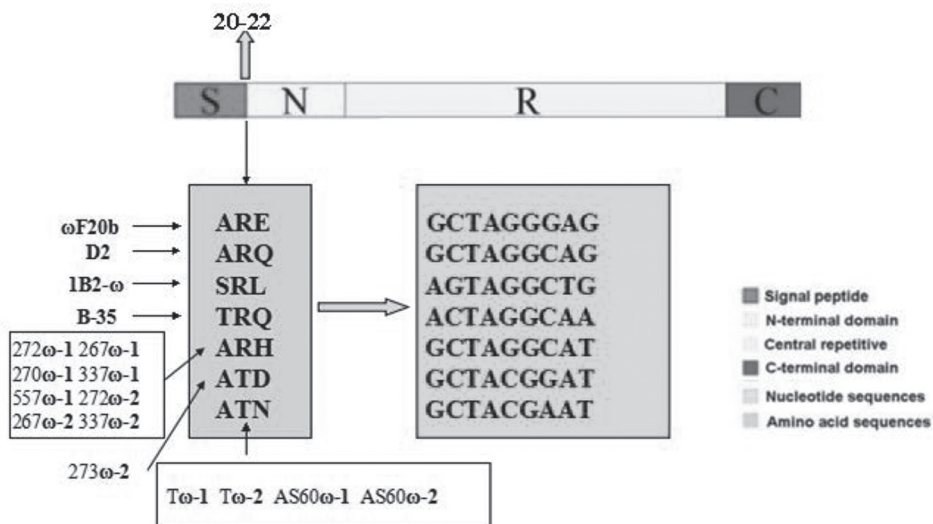 20-22
S N R C
ωF20b
D2
1B2-ω
B-35
272ω-1 267ω-1
270ω-1 337ω-1
557ω-1 272ω-2
267ω-2 337ω-2
273ω-2
ARE
ARQ
SRL
TRQ
ARH
ATD
ATN
GCTAGGGAG
GCTAGGCAG
AGTAGGCTG
ACTAGGCAA
GCTAGGCAT
GCTACGGAT
GCTACGAAT
Signal peptide
N-terminal domain
Central repetitive
C-terminal domain
Nucleotide sequences
Amino acid sequences
Tω-1 Tω-2 AS60ω-1 AS60ω-2